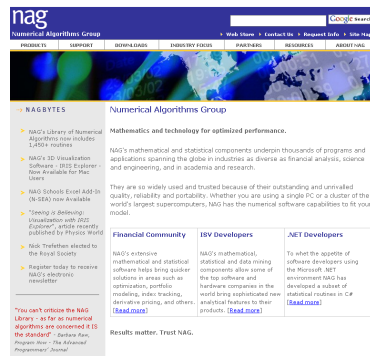 nag
Google Search
Numerical Algorithms Group
Web Store
Contact Us
Request Info
Site Map
PRODUCTS
SUPPORT
DOWNLOADS
INDUSTRY FOCUS
PARTNERS
RESOURCES
ABOUT NAG
NAGBYTES
NAG's Library of Numerical
Algorithms now includes
1,450+ routines
NAG's 3D Visualization
Software - IRIS Explorer -
Now Available for Mac
Users
NAG Schools Excel Add-In
(N-SEA) now Available
"Seeing is Believing:
Visualization with IRIS
Explorer", article recently
published by Physics World
Nick Trefethen elected to
the Royal Society
Register today to receive
NAG's electronic
newsletter
"You can't criticize the NAG
Library - as far as numerical
algorithms are concerned it IS
the standard" - Barbara Raw,
Program Now - The Advanced
Programmers' Journal
Numerical Algorithms Group
Mathematics and technology for optimized performance.
NAG's mathematical and statistical components underpin thousands of programs and
applications spanning the globe in industries as diverse as financial analysis, science
and engineering, and in academia and research.
They are so widely used and trusted because of their outstanding and unrivalled
quality, reliability and portability. Whether you are using a single PC or a cluster of the
world's largest supercomputers, NAG has the numerical software capabilities to fit your
model.
Financial Community
NAG's extensive
mathematical and statistical
software helps bring quicker
solutions in areas such as
optimization, portfolio
modeling, index tracking,
derivative pricing, and others.
[Read more]
ISV Developers
NAG's mathematical,
statistical and data mining
components allow some of
the top software and
hardware companies in the
world bring sophisticated new
analytical features to their
products. [Read more]
.NET Developers
To whet the appetite of
software developers using
the Microsoft .NET
environment NAG has
developed a subset of
statistical routines in C#
[Read more]
Results matter. Trust NAG.